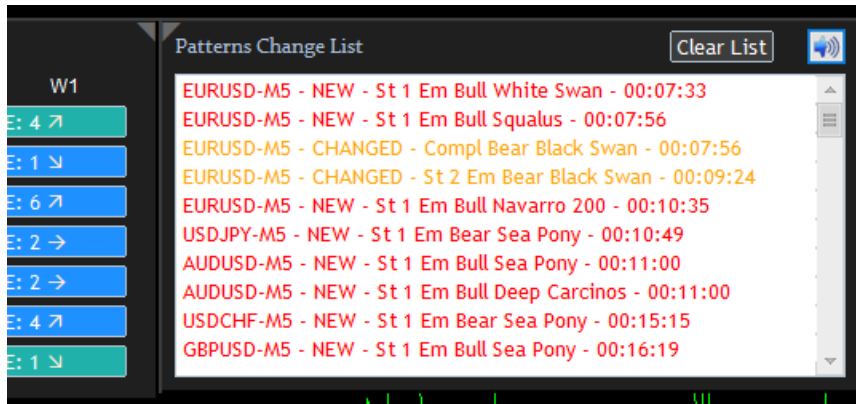 Patterns Change List
Clear List
W1
E: 4 ↗
E: 1 ↘
E: 6 ↗
E: 2 →
E: 2 →
E: 4 ↗
E: 1 ↘
EURUSD-M5 - NEW - St 1 Em Bull White Swan - 00:07:33
EURUSD-M5 - NEW - St 1 Em Bull Squalus - 00:07:56
EURUSD-M5 - CHANGED - Compl Bear Black Swan - 00:07:56
EURUSD-M5 - CHANGED - St 2 Em Bear Black Swan - 00:09:24
EURUSD-M5 - NEW - St 1 Em Bull Navarro 200 - 00:10:35
USDJPY-M5 - NEW - St 1 Em Bear Sea Pony - 00:10:49
AUDUSD-M5 - NEW - St 1 Em Bull Sea Pony - 00:11:00
AUDUSD-M5 - NEW - St 1 Em Bull Deep Carcinos - 00:11:00
USDCHF-M5 - NEW - St 1 Em Bear Sea Pony - 00:15:15
GBPUSD-M5 - NEW - St 1 Em Bull Sea Pony - 00:16:19